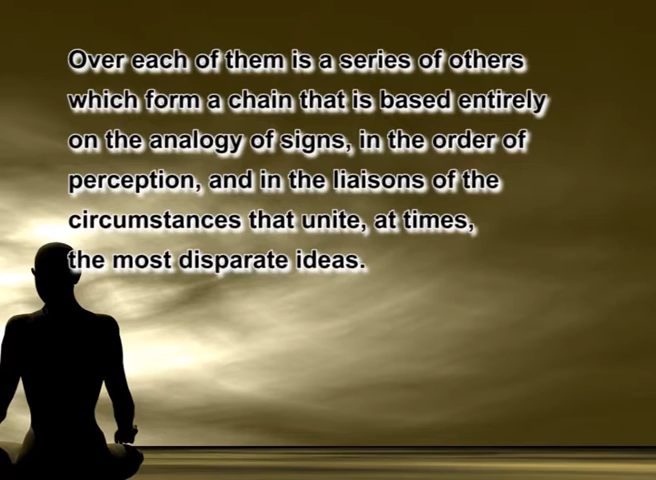 Over each of them is a series of others
which form a chain that is based entirely
on the analogy of signs, in the order of
perception, and in the liaisons of the
circumstances that unite, at times,
the most disparate ideas.